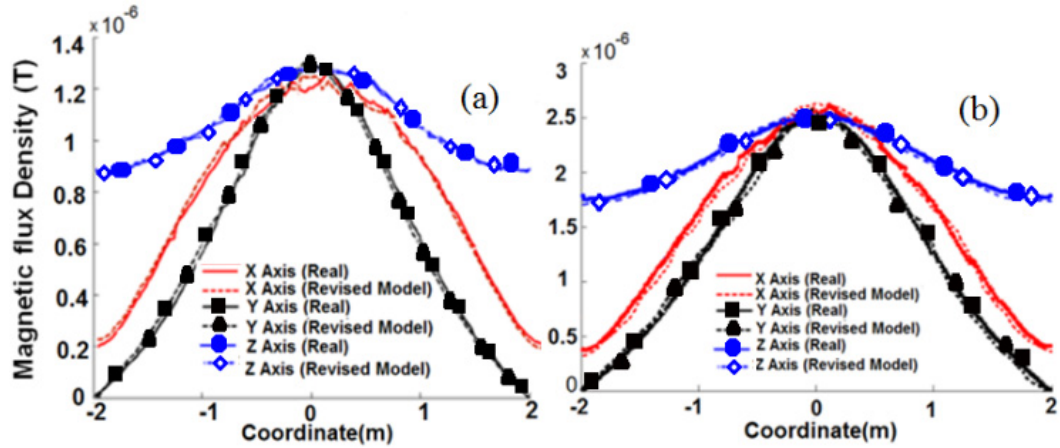 × 10⁻⁶
1.4
1.2
1
0.8
0.6
0.4
0.2
0
Magnetic flux Density (T)
(a)
X Axis (Real)
X Axis (Revised Model)
Y Axis (Real)
Y Axis (Revised Model)
Z Axis (Real)
Z Axis (Revised Model)
-2 -1 0 1 2
Coordinate(m)
× 10⁻⁶
3
2.5
2
1.5
1
0.5
0
(b)
X Axis (Real)
X Axis (Revised Model)
Y Axis (Real)
Y Axis (Revised Model)
Z Axis (Real)
Z Axis (Revised Model)
-2 -1 0 1 2
Coordinate(m)